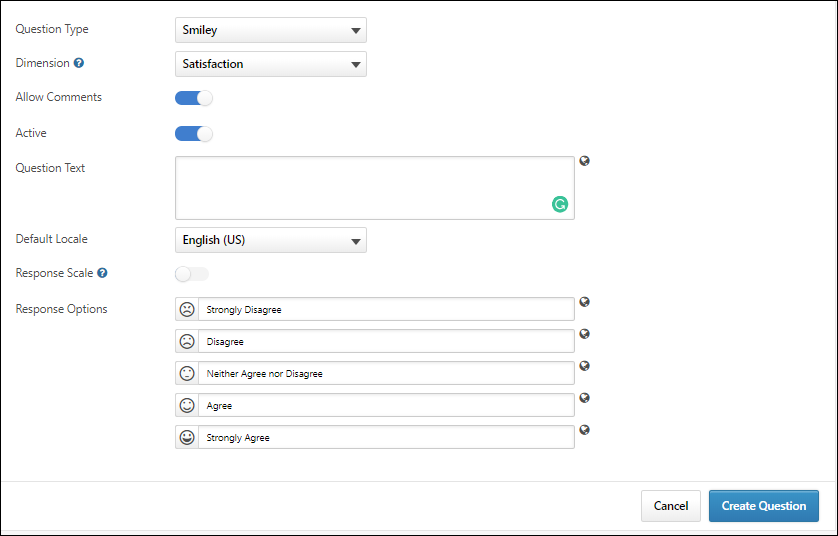 Question Type Smiley
Dimension ? Satisfaction
Allow Comments
Active
Question Text
Default Locale English (US)
Response Scale ?
Response Options Strongly Disagree
Disagree
Neither Agree nor Disagree
Agree
Strongly Agree
Cancel Create Question